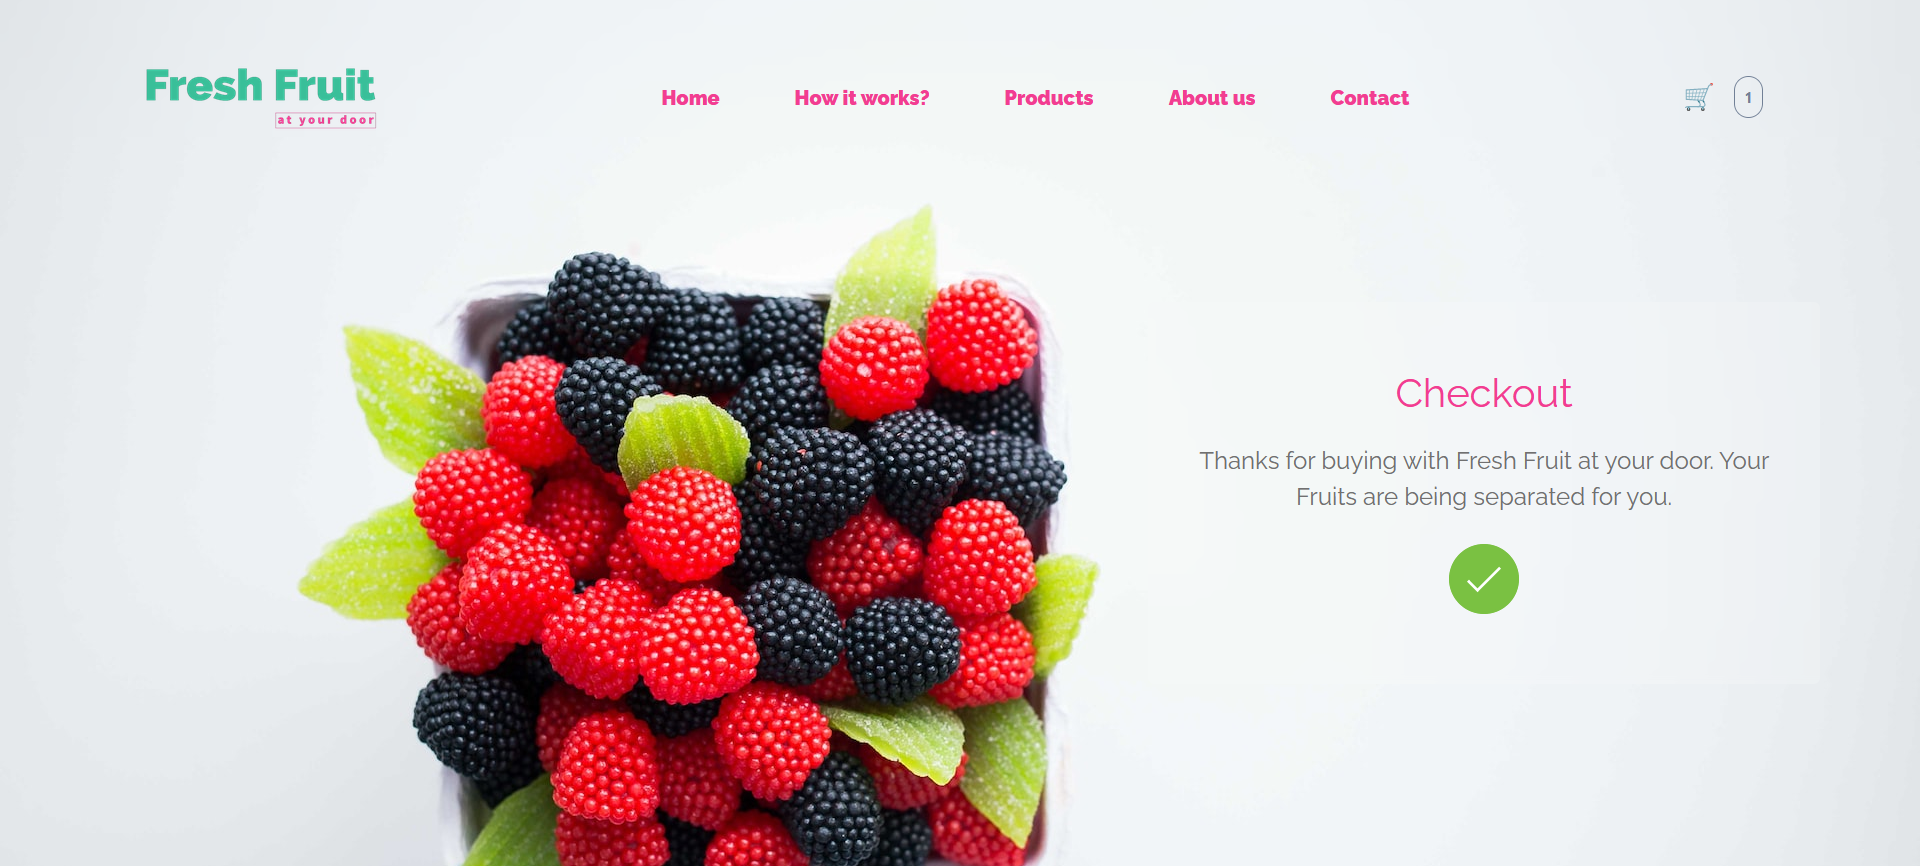 Fresh Fruit
at your door
Home
How it works?
Products
About us
Contact
1
Checkout
Thanks for buying with Fresh Fruit at your door. Your
Fruits are being separated for you.